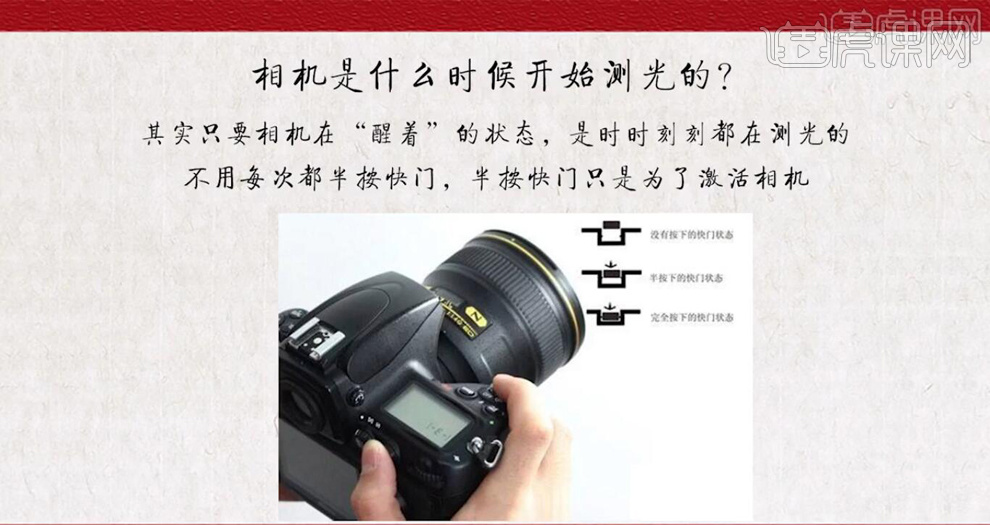 虎课网
相机是什么时候开始测光的?
其实只要相机在“醒着”的状态，是时时刻刻都在测光的
不用每次都半按快门，半按快门只是为了激活相机
没有按下的快门状态
半按下的快门状态
完全按下的快门状态
N